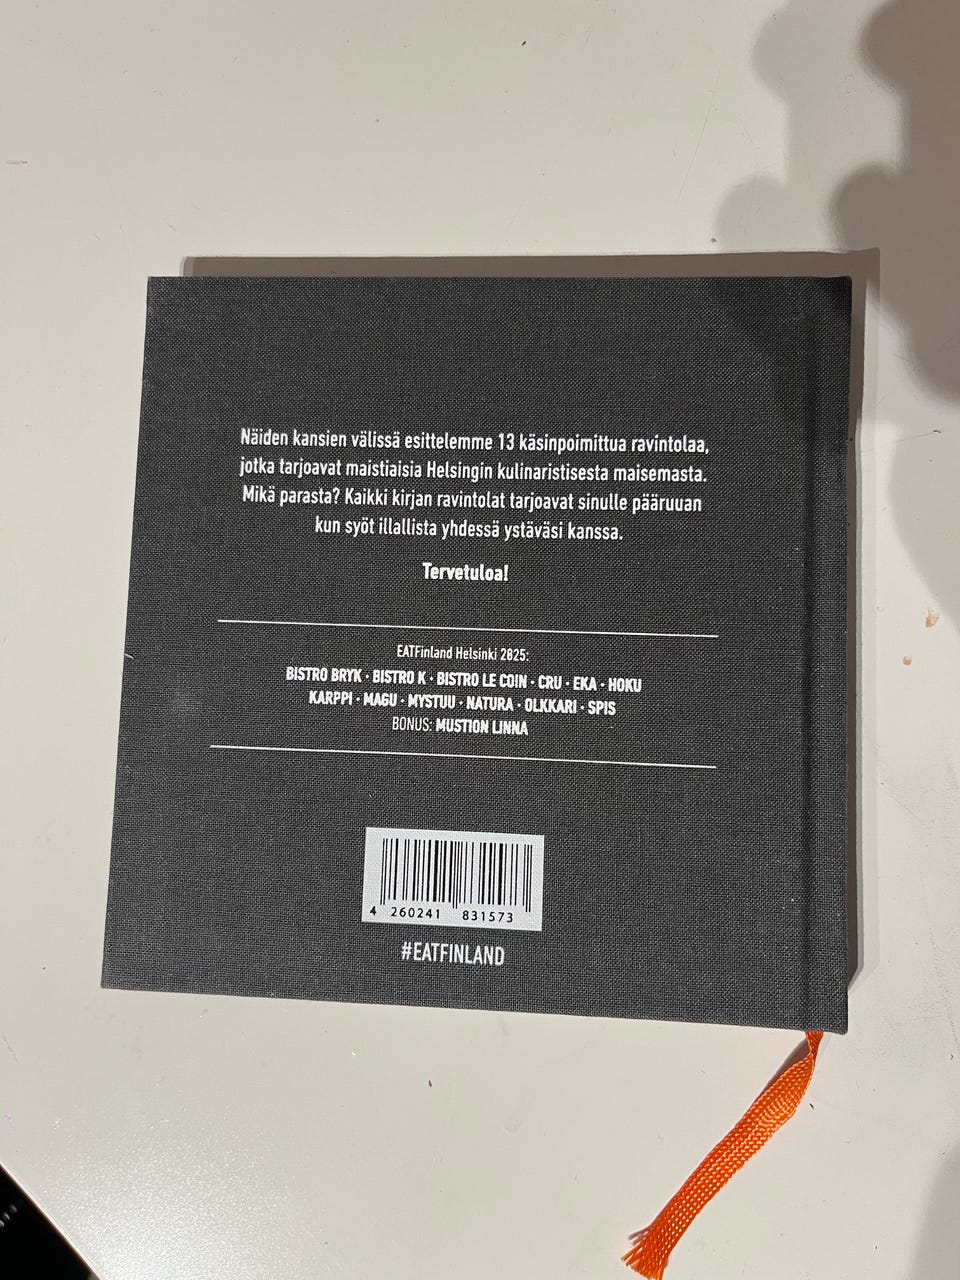 Näiden kansien välissä esittelemme 13 käsinpoimittua ravintolaa,
jotka tarjoavat maistiaisia Helsingin kulinaristisesta maisemasta.
Mikä parasta? Kaikki kirjan ravintolat tarjoavat sinulle pääruuan
kun syöt illallista yhdessä ystäväsi kanssa.
Tervetuloa!
EATFinland Helsinki 2025:
BISTRO BRYK · BISTRO K · BISTRO LE COIN · CRU · EKA · HOKU
KARPPI · MAGU · MYSTUU · NATURA · OLKKARI · SPIS
BONUS: MUSTION LINNA
4 260241 831573
#EATFINLAND